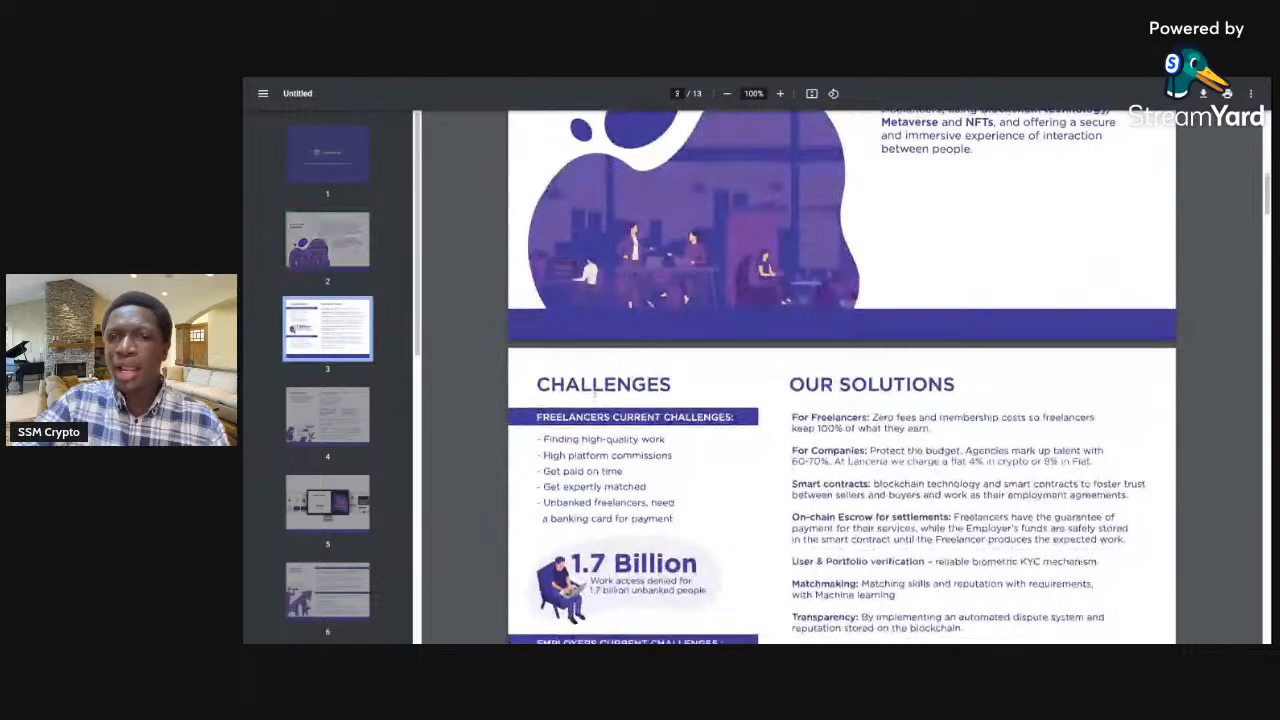 Powered by
StreamYard
Untitled
3 / 13
100%
Metaverse and NFTs, and offering a secure
and immersive experience of interaction
between people.
1
2
3
4
5
6
SSM Crypto
CHALLENGES
FREELANCERS CURRENT CHALLENGES:
- Finding high-quality work
- High platform commissions
- Get paid on time
- Get expertly matched
- Unbanked freelancers, need
a banking card for payment
1.7 Billion
Work access denied for
1.7 billion unbanked people
EMPLOYERS CURRENT CHALLENGES :
OUR SOLUTIONS
For Freelancers: Zero fees and membership costs so freelancers
keep 100% of what they earn.
For Companies: Protect the budget. Agencies mark up talent with
60-70%. At Lanceria we charge a flat 4% in crypto or 8% in Fiat.
Smart contracts: blockchain technology and smart contracts to foster trust
between sellers and buyers and work as their employment agreements.
On-chain Escrow for settlements: Freelancers have the guarantee of
payment for their services, while the Employer's funds are safely stored
in the smart contract until the Freelancer produces the expected work.
User & Portfolio verification – reliable biometric KYC mechanism
Matchmaking: Matching skills and reputation with requirements,
with Machine learning
Transparency: By implementing an automated dispute system and
reputation stored on the blockchain.